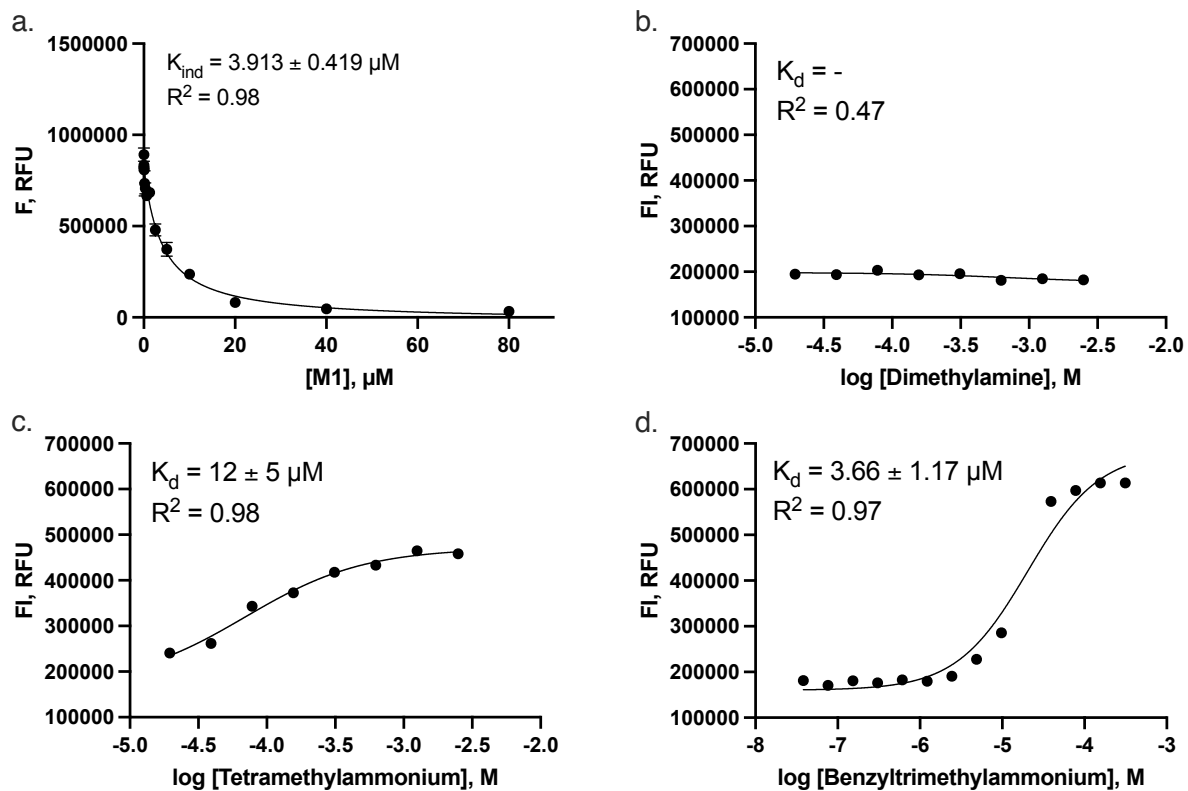 a.
1500000
1000000
500000
0
F, RFU
K_ind = 3.913 ± 0.419 µM
R² = 0.98
0 20 40 60 80
[M1], µM
b.
700000
600000
500000
400000
300000
200000
100000
FI, RFU
K_d = -
R² = 0.47
-5.0 -4.5 -4.0 -3.5 -3.0 -2.5 -2.0
log [Dimethylamine], M
c.
700000
600000
500000
400000
300000
200000
100000
FI, RFU
K_d = 12 ± 5 µM
R² = 0.98
-5.0 -4.5 -4.0 -3.5 -3.0 -2.5 -2.0
log [Tetramethylammonium], M
d.
700000
600000
500000
400000
300000
200000
100000
FI, RFU
K_d = 3.66 ± 1.17 µM
R² = 0.97
-8 -7 -6 -5 -4 -3
log [Benzyltrimethylammonium], M